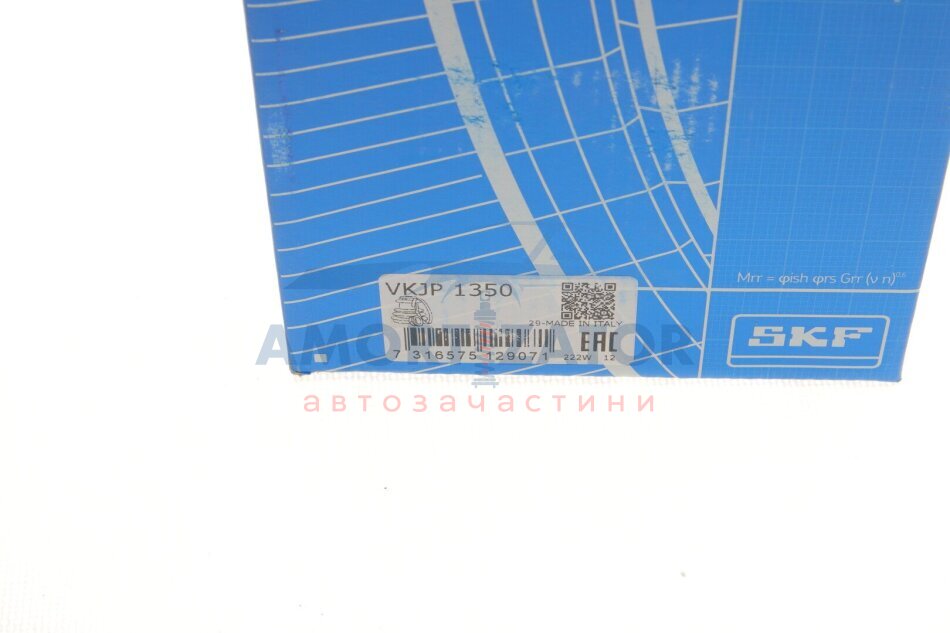 Mrr = φish φrs Grr (ν n)⁰·⁶
VKJP 1350
29-MADE IN ITALY
SKF
EAC
7 316575 129071
222W 12
AMORTIZATOR
автозачастини